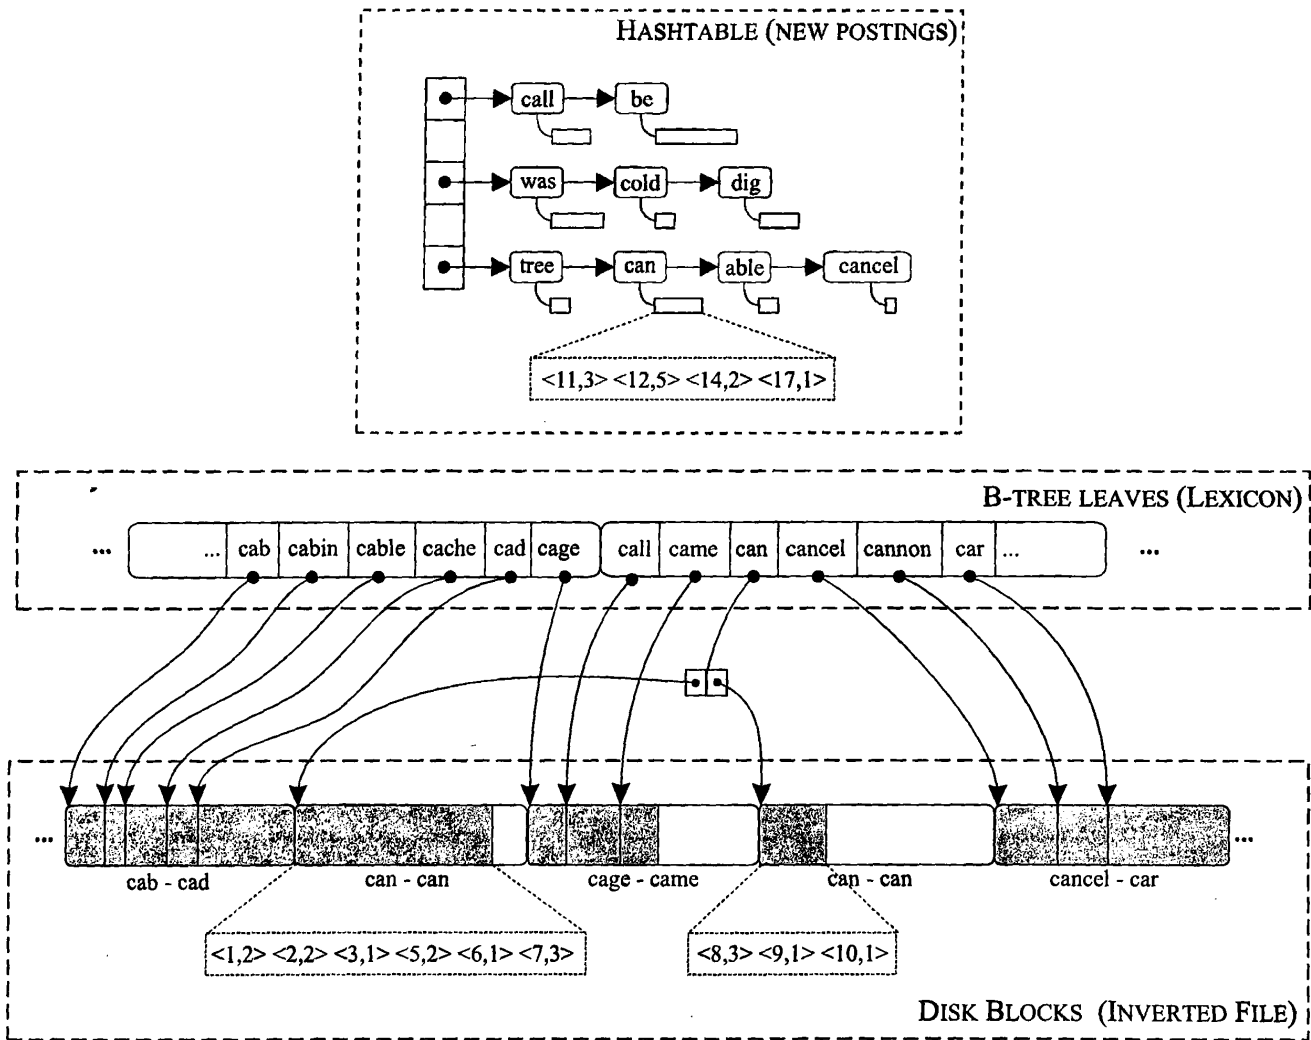 HASHTABLE (NEW POSTINGS)
call be
was cold dig
tree can able cancel
<11,3> <12,5> <14,2> <17,1>
B-TREE LEAVES (LEXICON)
... ... cab cabin cable cache cad cage call came can cancel cannon car ... ...
... cab - cad can - can cage - came can - can cancel - car ...
<1,2> <2,2> <3,1> <5,2> <6,1> <7,3> <8,3> <9,1> <10,1>
DISK BLOCKS (INVERTED FILE)